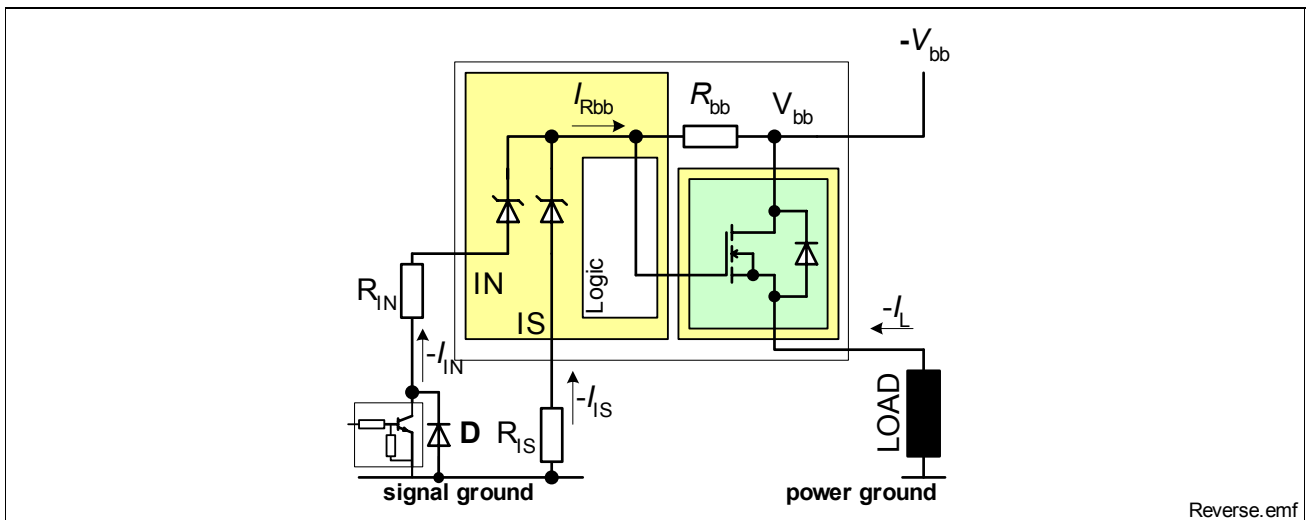 -Vbb
IRbb
Rbb
Vbb
Logic
IN
RIN
IS
-IL
-IIN
-IIS
LOAD
D
RIS
signal ground
power ground
Reverse.emf